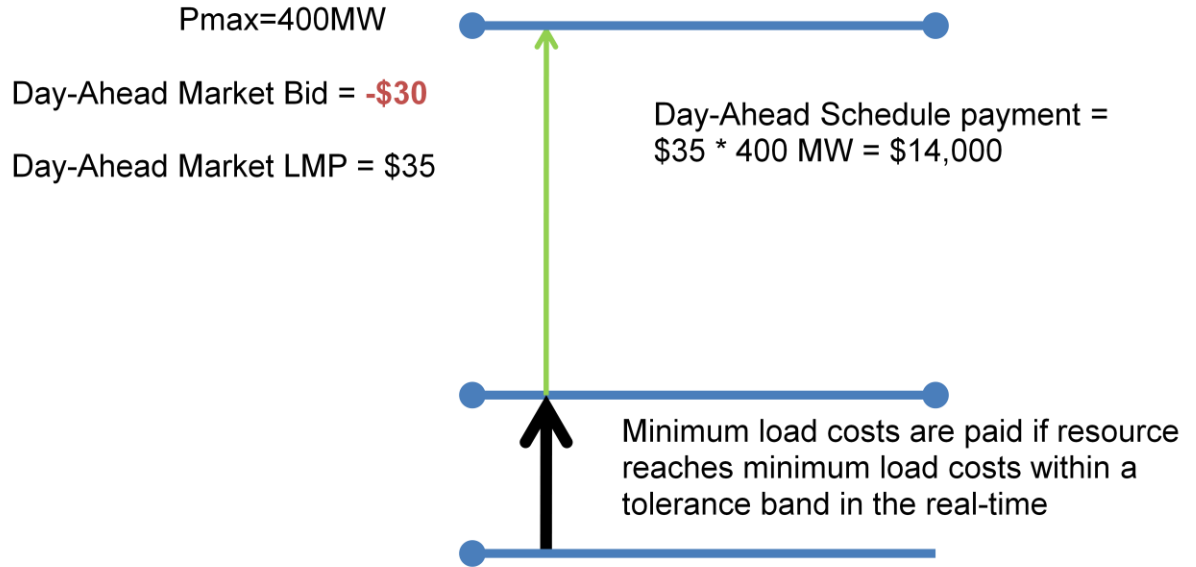 Pmax=400MW
Day-Ahead Market Bid = -$30
Day-Ahead Market LMP = $35
Day-Ahead Schedule payment =
$35 * 400 MW = $14,000
Minimum load costs are paid if resource
reaches minimum load costs within a
tolerance band in the real-time